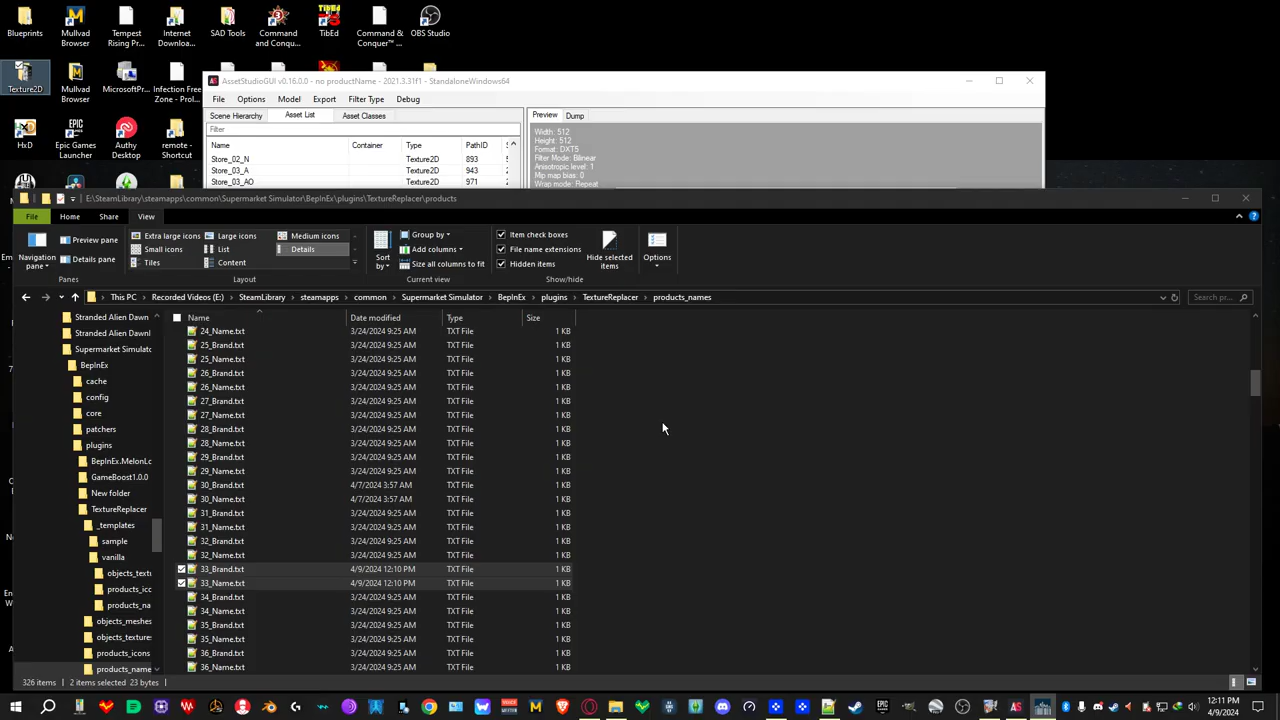 Blueprints
Mullvad Browser
Tempest Rising Pr...
Internet Downloa...
SAD Tools
Command and Conqu...
TibEd
Command & Conquer™ ...
OBS Studio
Texture2D
Mullvad Browser
MicrosoftPr...
Infection Free Zone - Prol...
HxD
Epic Games Launcher
Authy Desktop
remote - Shortcut
AssetStudioGUI v0.16.0.0 - no productName - 2021.3.31f1 - StandaloneWindows64
File Options Model Export Filter Type Debug
Scene Hierarchy Asset List Asset Classes
Preview Dump
Filter
Name Container Type PathID
Store_02_N Texture2D 893
Store_03_A Texture2D 943
Store_03_AO Texture2D 971
Width: 512
Height: 512
Format: DXT5
Filter Mode: Bilinear
Anisotropic level: 1
Mip map bias: 0
Wrap mode: Repeat
E:\SteamLibrary\steamapps\common\Supermarket Simulator\BepInEx\plugins\TextureReplacer\products
File Home Share View
Navigation pane
Preview pane
Details pane
Panes
Extra large icons Large icons Medium icons
Small icons List Details
Tiles Content
Layout
Sort by
Group by
Add columns
Size all columns to fit
Current view
Item check boxes
File name extensions
Hidden items
Hide selected items
Show/hide
Options
This PC Recorded Videos (E:) SteamLibrary steamapps common Supermarket Simulator BepInEx plugins TextureReplacer products_names
Search pr...
Stranded Alien Dawn
Stranded Alien Dawnl
Supermarket Simulato
BepInEx
cache
config
core
patchers
plugins
BepInEx.MelonLo
GameBoost1.0.0
New folder
TextureReplacer
_templates
sample
vanilla
objects_textu
products_ico
products_na
objects_meshes
objects_textures
products_icons
products_name
Name Date modified Type Size
24_Name.txt 3/24/2024 9:25 AM TXT File 1 KB
25_Brand.txt 3/24/2024 9:25 AM TXT File 1 KB
25_Name.txt 3/24/2024 9:25 AM TXT File 1 KB
26_Brand.txt 3/24/2024 9:25 AM TXT File 1 KB
26_Name.txt 3/24/2024 9:25 AM TXT File 1 KB
27_Brand.txt 3/24/2024 9:25 AM TXT File 1 KB
27_Name.txt 3/24/2024 9:25 AM TXT File 1 KB
28_Brand.txt 3/24/2024 9:25 AM TXT File 1 KB
28_Name.txt 3/24/2024 9:25 AM TXT File 1 KB
29_Brand.txt 3/24/2024 9:25 AM TXT File 1 KB
29_Name.txt 3/24/2024 9:25 AM TXT File 1 KB
30_Brand.txt 4/7/2024 3:57 AM TXT File 1 KB
30_Name.txt 4/7/2024 3:57 AM TXT File 1 KB
31_Brand.txt 3/24/2024 9:25 AM TXT File 1 KB
31_Name.txt 3/24/2024 9:25 AM TXT File 1 KB
32_Brand.txt 3/24/2024 9:25 AM TXT File 1 KB
32_Name.txt 3/24/2024 9:25 AM TXT File 1 KB
33_Brand.txt 4/9/2024 12:10 PM TXT File 1 KB
33_Name.txt 4/9/2024 12:10 PM TXT File 1 KB
34_Brand.txt 3/24/2024 9:25 AM TXT File 1 KB
34_Name.txt 3/24/2024 9:25 AM TXT File 1 KB
35_Brand.txt 3/24/2024 9:25 AM TXT File 1 KB
35_Name.txt 3/24/2024 9:25 AM TXT File 1 KB
36_Brand.txt 3/24/2024 9:25 AM TXT File 1 KB
36_Name.txt 3/24/2024 9:25 AM TXT File 1 KB
326 items 2 items selected 23 bytes
12:11 PM
4/9/2024